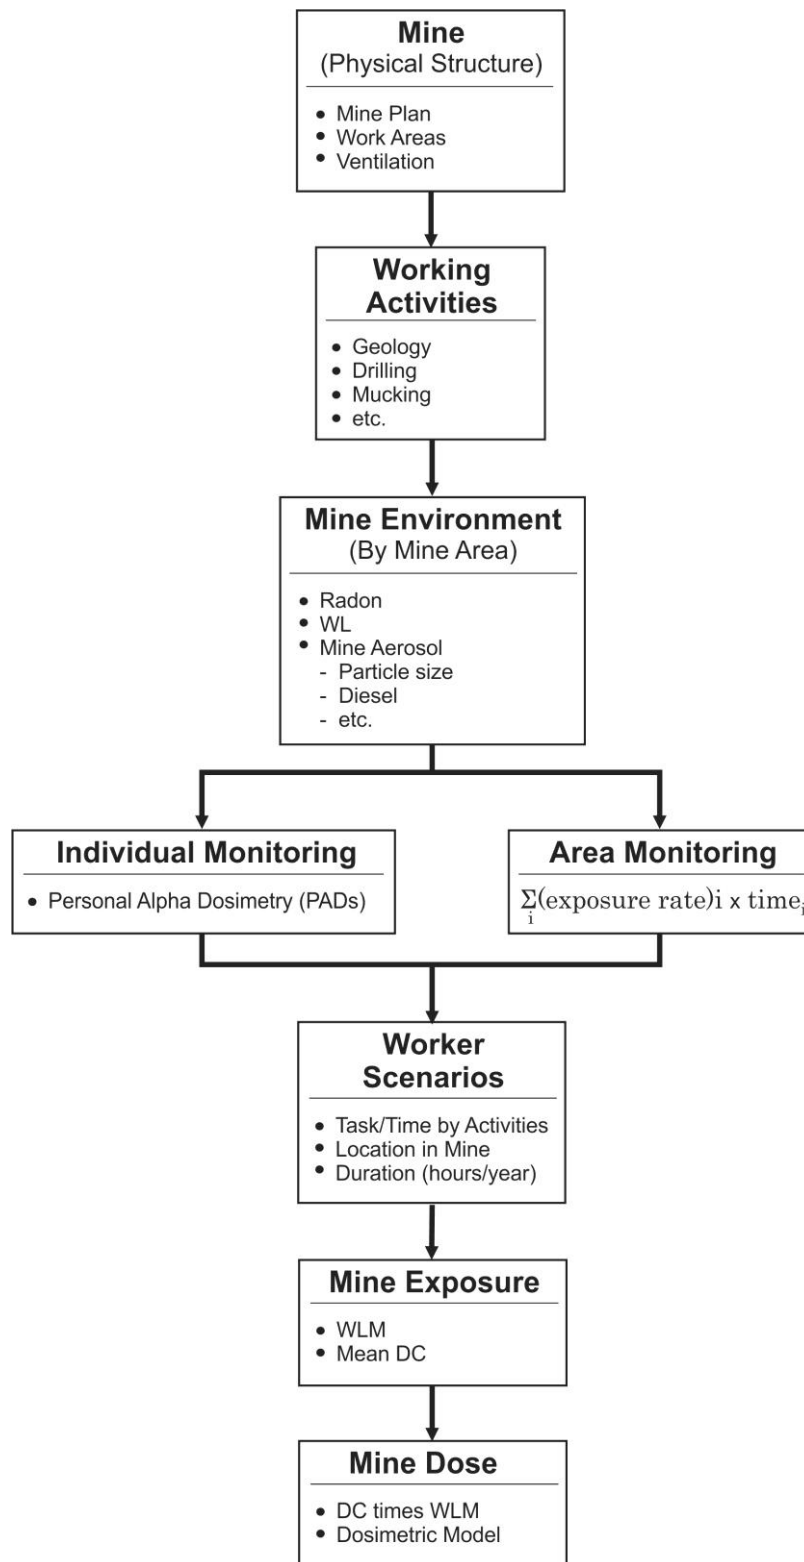 Mine
(Physical Structure)
• Mine Plan
• Work Areas
• Ventilation
Working
Activities
• Geology
• Drilling
• Mucking
• etc.
Mine Environment
(By Mine Area)
• Radon
• WL
• Mine Aerosol
- Particle size
- Diesel
- etc.
Individual Monitoring
• Personal Alpha Dosimetry (PADs)
Area Monitoring
Σ(exposure rate)i x timeᵢ
i
Worker
Scenarios
• Task/Time by Activities
• Location in Mine
• Duration (hours/year)
Mine Exposure
• WLM
• Mean DC
Mine Dose
• DC times WLM
• Dosimetric Model